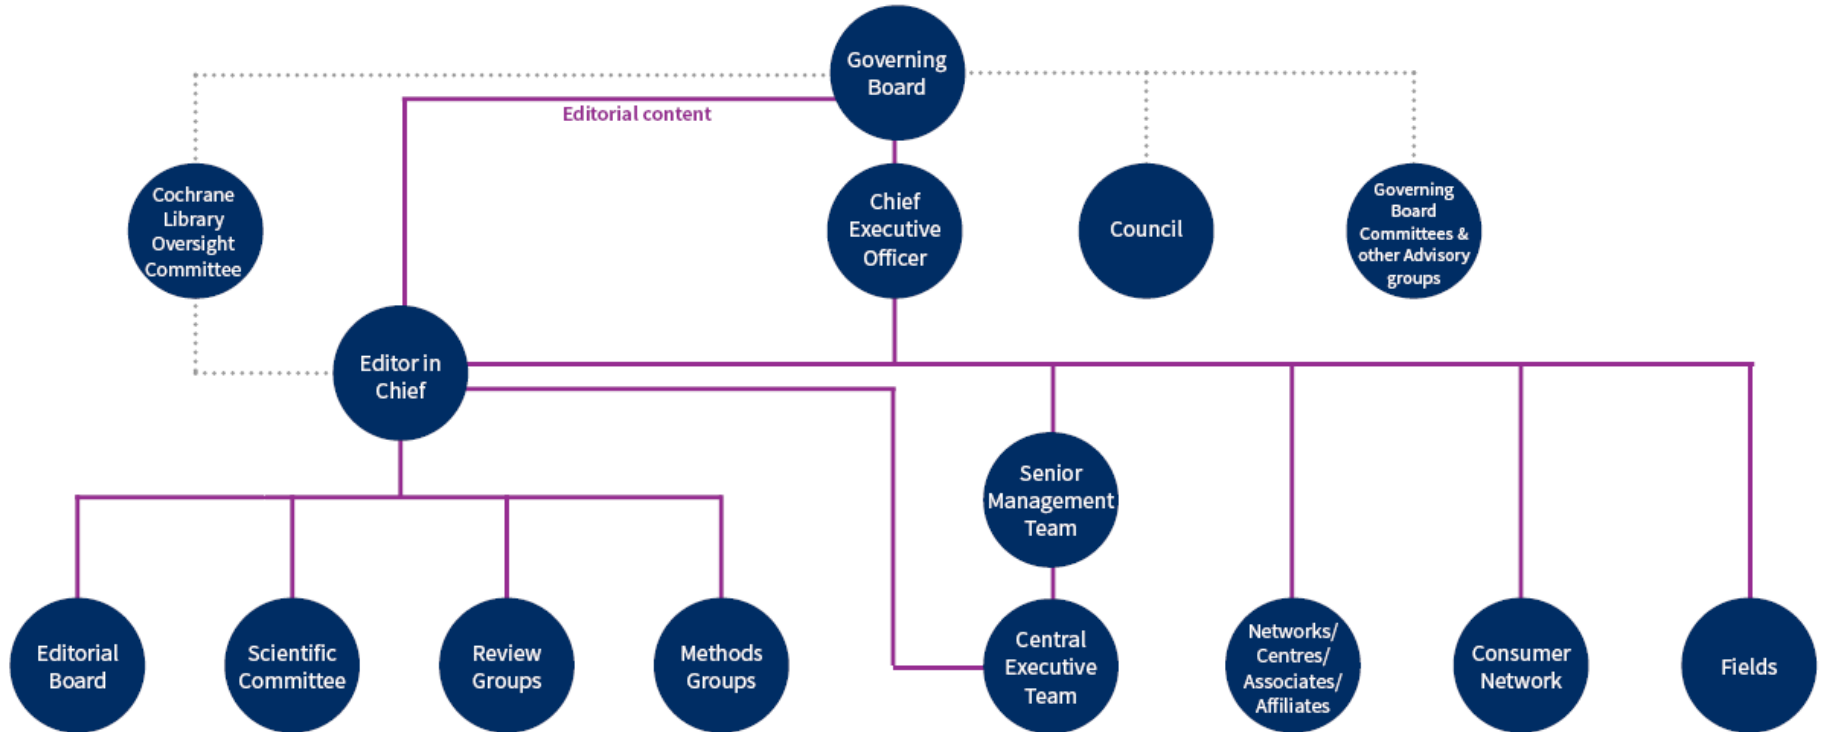 Governing
Board
Editorial content
Cochrane
Library
Oversight
Committee
Chief
Executive
Officer
Council
Governing
Board
Committees &
other Advisory
groups
Editor in
Chief
Senior
Management
Team
Editorial
Board
Scientific
Committee
Review
Groups
Methods
Groups
Central
Executive
Team
Networks/
Centres/
Associates/
Affiliates
Consumer
Network
Fields